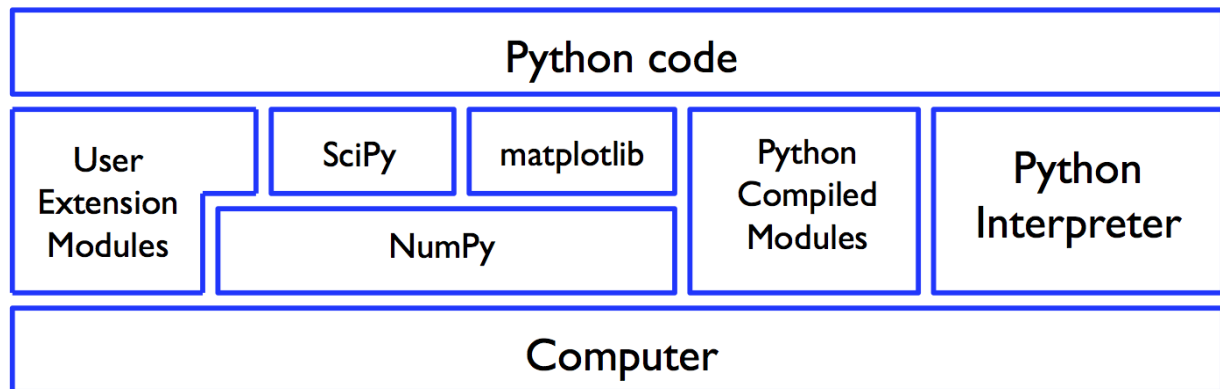 Python code
User
Extension
Modules
SciPy
matplotlib
NumPy
Python
Compiled
Modules
Python
Interpreter
Computer